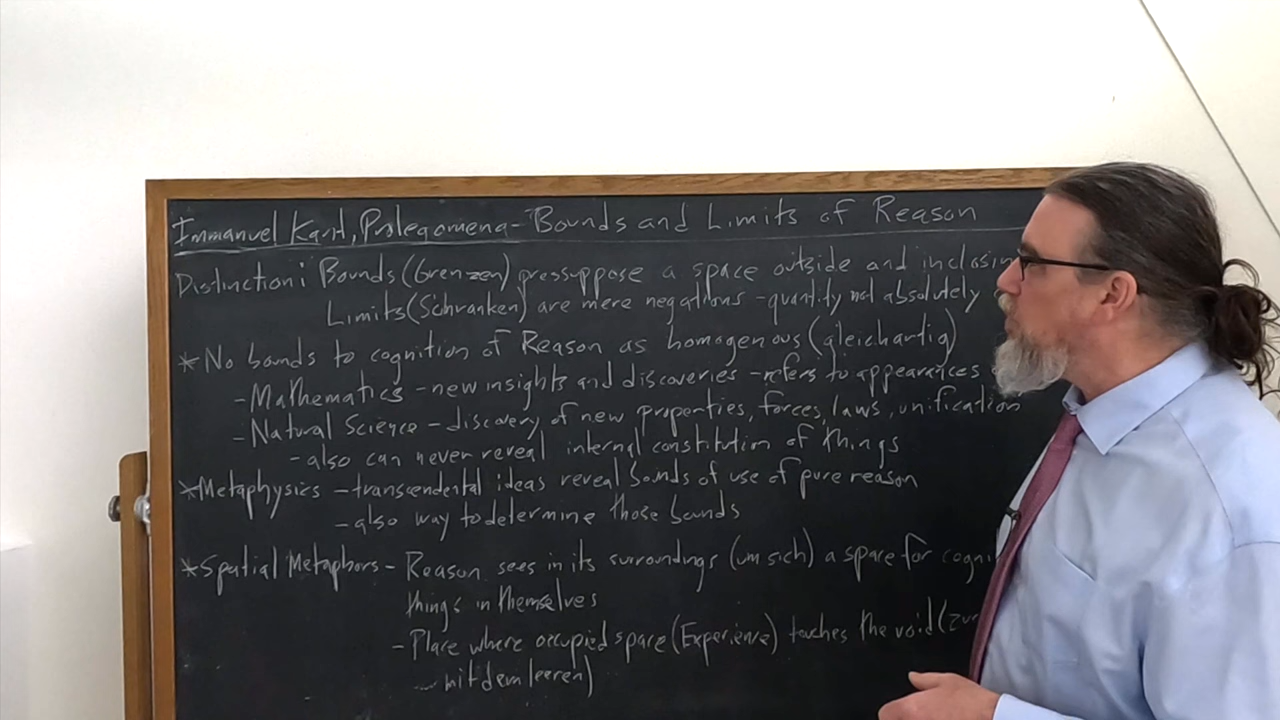 Immanuel Kant, Prolegomena - Bounds and Limits of Reason
Distinction: Bounds (Grenzen) pressuppose a space outside and inclosin
Limits (Schranken) are mere negations - quantity not absolutely
* No bounds to cognition of Reason as homogenous (gleichartig)
- Mathematics - new insights and discoveries - refers to appearances
- Natural Science - discovery of new properties, forces, laws, unification
- also can never reveal internal constitution of things
* Metaphysics - transcendental ideas reveal bounds of use of pure reason
- also way to determine those bounds
* Spatial Metaphors - Reason sees in its surroundings (um sich) a space for cogni
things in themselves
- Place where occupied space (Experience) touches the void (
... mit dem leeren)